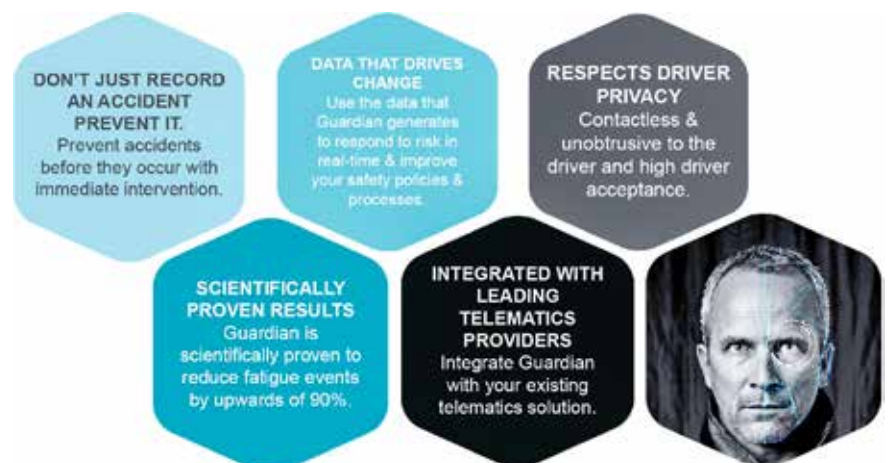 DON'T JUST RECORD
AN ACCIDENT
PREVENT IT.
Prevent accidents
before they occur with
immediate intervention.
DATA THAT DRIVES
CHANGE
Use the data that
Guardian generates
to respond to risk in
real-time & improve
your safety policies &
processes.
RESPECTS DRIVER
PRIVACY
Contactless &
unobtrusive to the
driver and high driver
acceptance.
SCIENTIFICALLY
PROVEN RESULTS
Guardian is
scientifically proven to
reduce fatigue events
by upwards of 90%.
INTEGRATED WITH
LEADING
TELEMATICS
PROVIDERS
Integrate Guardian
with your existing
telematics solution.